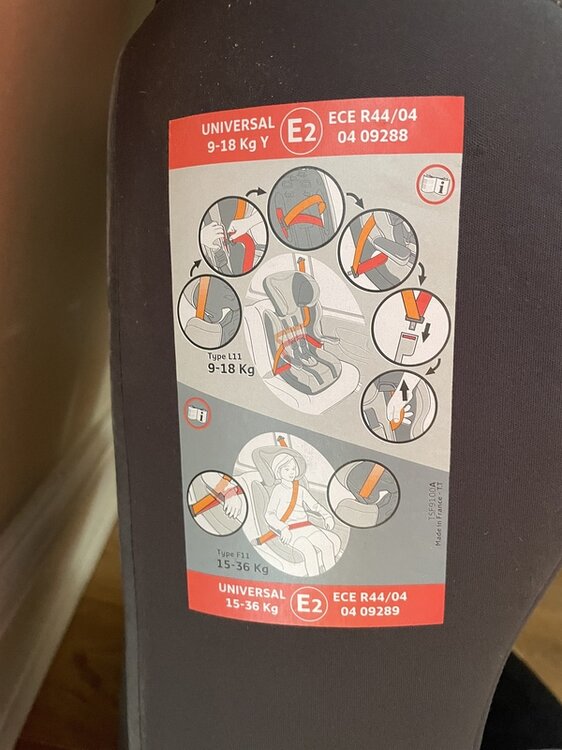 UNIVERSAL
9-18 Kg Y
E2
ECE R44/04
04 09288
i
Type L11
9-18 Kg
i
TSF9100A
Made in France - T.T
Type F11
15-36 Kg
UNIVERSAL
15-36 Kg
E2
ECE R44/04
04 09289